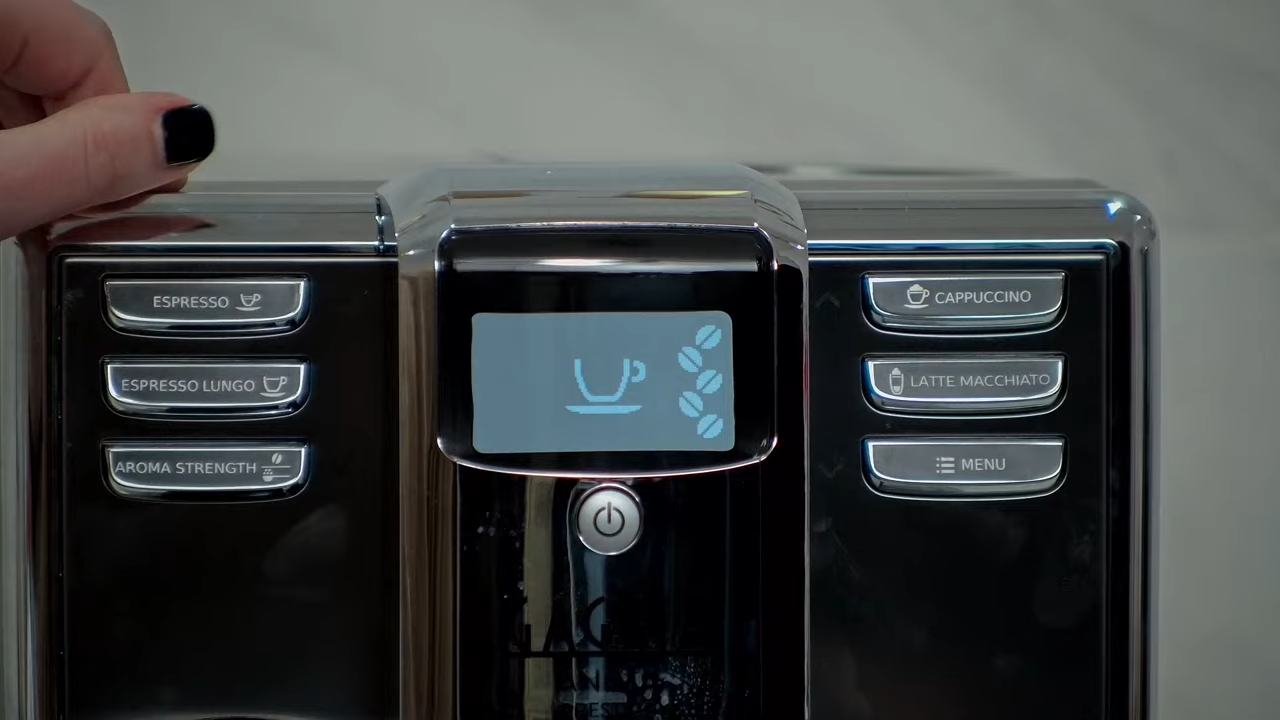 ESPRESSO
ESPRESSO LUNGO
AROMA STRENGTH
CAPPUCCINO
LATTE MACCHIATO
MENU